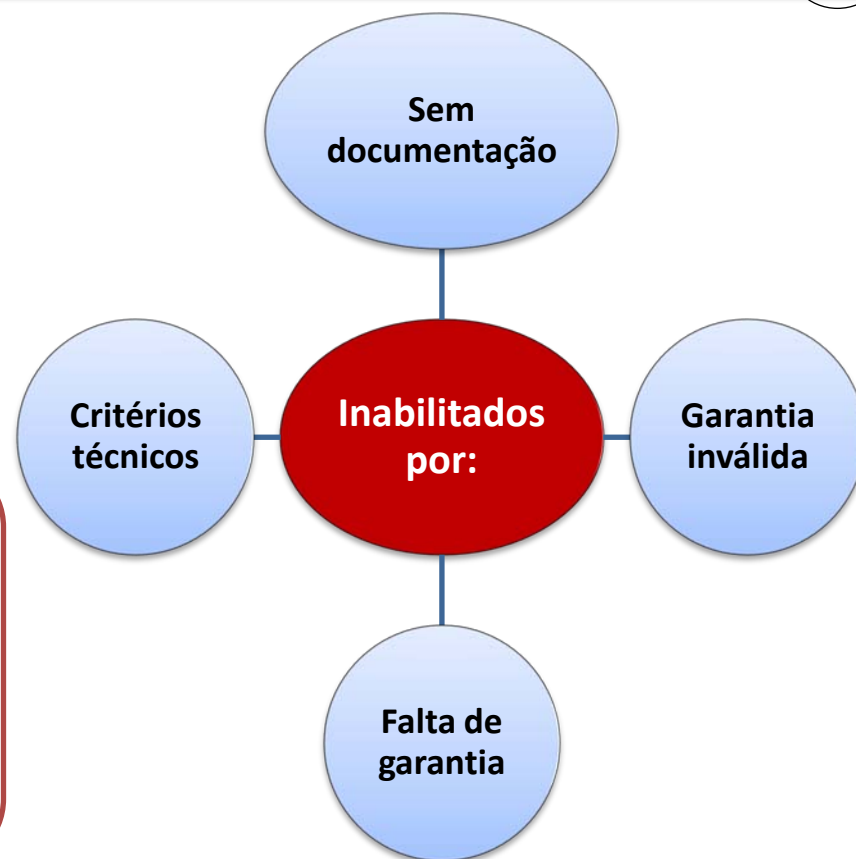 Sem
documentação
Critérios
técnicos
Inabilitados
por:
Garantia
inválida
Falta de
garantia